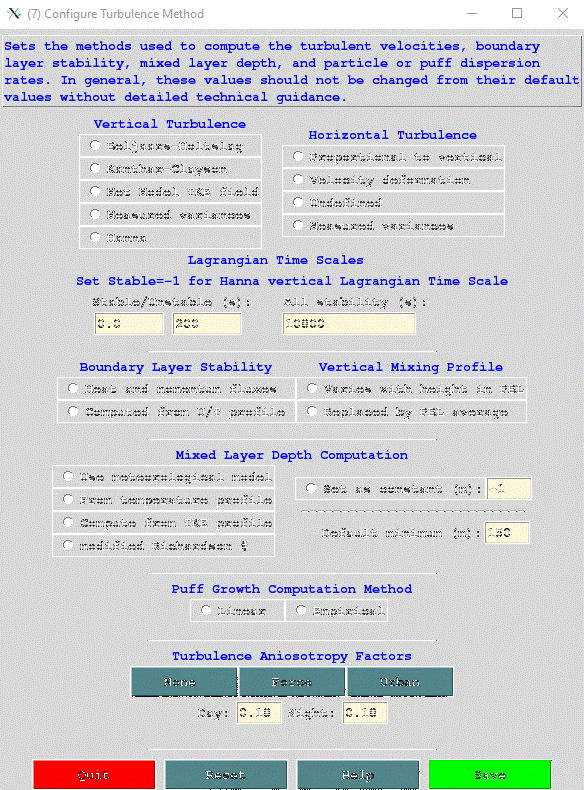 (7) Configure Turbulence Method
Sets the methods used to compute the turbulent velocities, boundary
layer stability, mixed layer depth, and particle or puff dispersion
rates. In general, these values should not be changed from their default
values without detailed technical guidance.
Vertical Turbulence
Beljaars-Holtslag
Kanthar-Clayson
Met Model TKE field
Measured variances
Hanna
Horizontal Turbulence
Proportional to vertical
Velocity deformation
Undefined
Measured variances
Lagrangian Time Scales
Set Stable=-1 for Hanna vertical Lagrangian Time Scale
Stable/Unstable (s): All stability (s):
200 10800
Boundary Layer Stability
Heat and momentum fluxes
Computed from U/T profile
Vertical Mixing Profile
Varies with height in PBL
Replaced by PBL average
Mixed Layer Depth Computation
Use meteorological model
From temperature profile
Compute from TKE profile
modified Richardson #
Set as constant (m): -1
Default minimum (m): 150
Puff Growth Computation Method
Linear Empirical
Turbulence Aniosotropy Factors
None Force Urban
Day: 0.18 Night: 0.18
Quit Reset Help Save